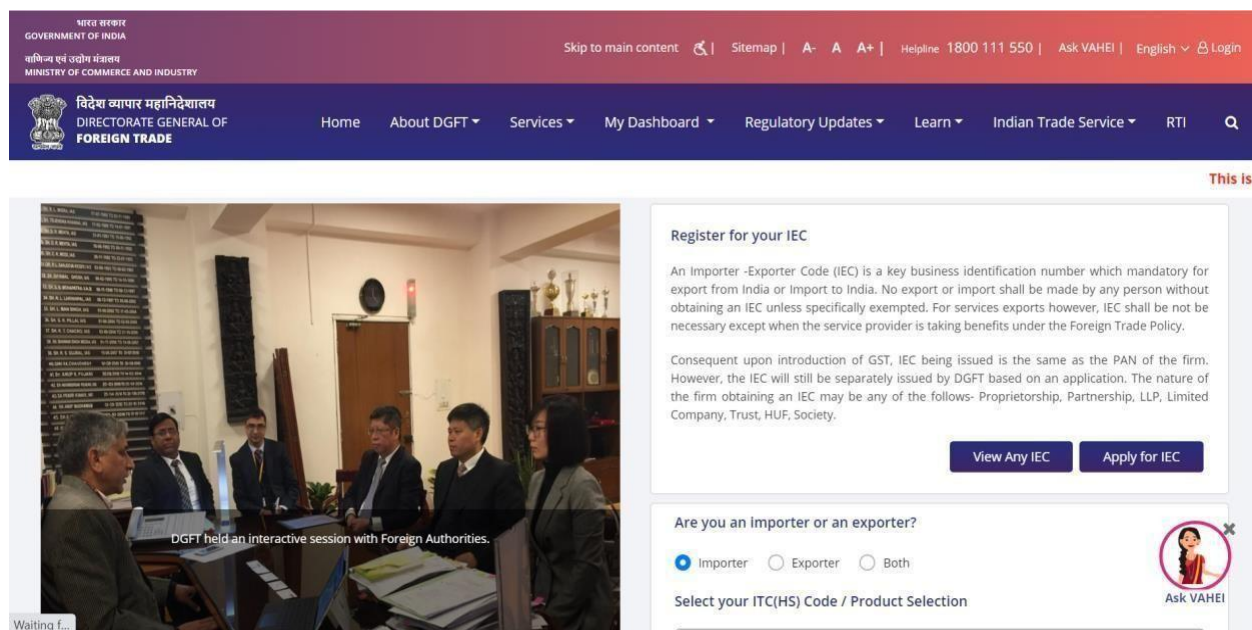 भारत सरकार
GOVERNMENT OF INDIA
वाणिज्य एवं उद्योग मंत्रालय
MINISTRY OF COMMERCE AND INDUSTRY
Skip to main content | Sitemap | A- A A+ | Helpline 1800 111 550 | Ask VAHEI | English Login
विदेश व्यापार महानिदेशालय
DIRECTORATE GENERAL OF
FOREIGN TRADE
Home About DGFT Services My Dashboard Regulatory Updates Learn Indian Trade Service RTI
This is
Register for your IEC
An Importer -Exporter Code (IEC) is a key business identification number which mandatory for
export from India or Import to India. No export or import shall be made by any person without
obtaining an IEC unless specifically exempted. For services exports however, IEC shall be not be
necessary except when the service provider is taking benefits under the Foreign Trade Policy.
Consequent upon introduction of GST, IEC being issued is the same as the PAN of the firm.
However, the IEC will still be separately issued by DGFT based on an application. The nature of
the firm obtaining an IEC may be any of the follows- Proprietorship, Partnership, LLP, Limited
Company, Trust, HUF, Society.
View Any IEC Apply for IEC
DGFT held an interactive session with Foreign Authorities.
Are you an importer or an exporter?
Importer Exporter Both
Select your ITC(HS) Code / Product Selection
Ask VAHEI
Waiting f...